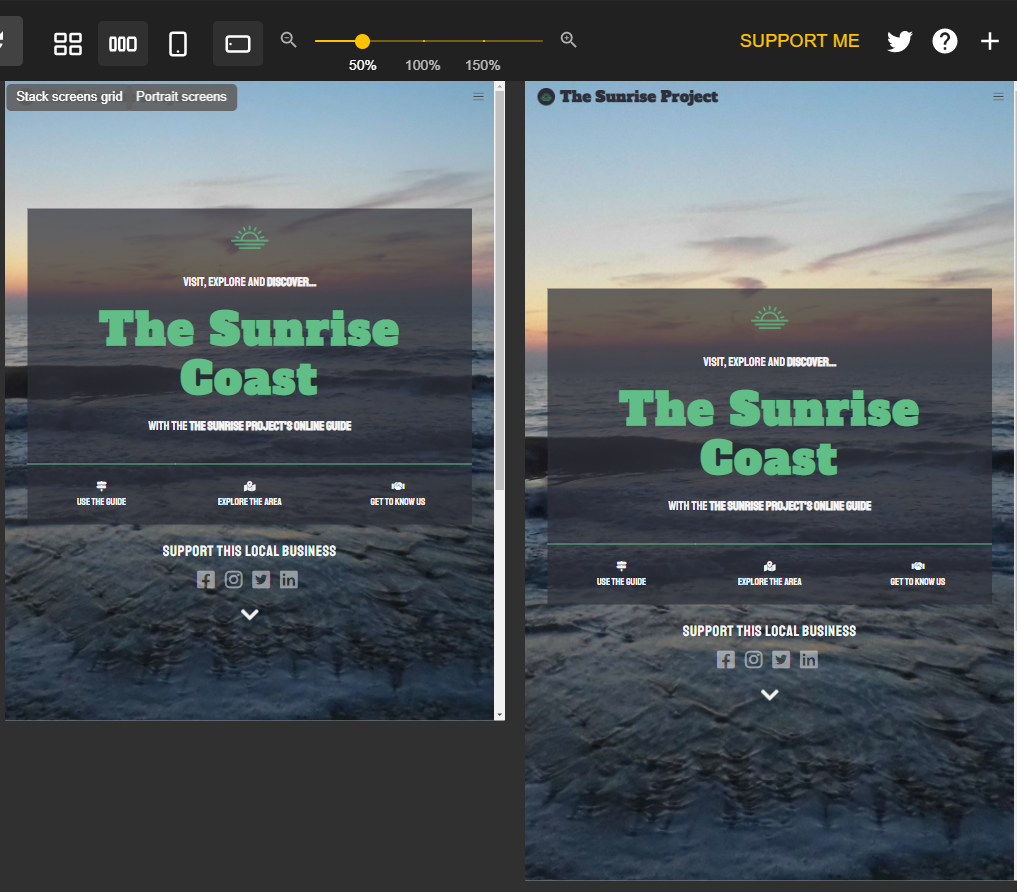 SUPPORT ME
50%
100%
150%
Stack screens grid
Portrait screens
VISIT, EXPLORE AND DISCOVER...
The Sunrise
Coast
WITH THE THE SUNRISE PROJECT'S ONLINE GUIDE
USE THE GUIDE
EXPLORE THE AREA
GET TO KNOW US
SUPPORT THIS LOCAL BUSINESS
The Sunrise Project
VISIT, EXPLORE AND DISCOVER...
The Sunrise
Coast
WITH THE THE SUNRISE PROJECT'S ONLINE GUIDE
USE THE GUIDE
EXPLORE THE AREA
GET TO KNOW US
SUPPORT THIS LOCAL BUSINESS